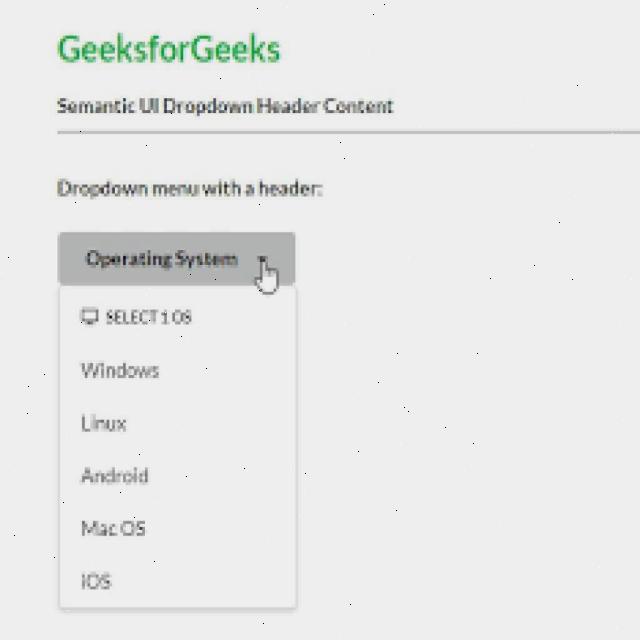 GeeksforGeeks
Semantic UI Dropdown Header Content
Dropdown menu with a header:
Operating System
SELECT 1 OS
Windows
Linux
Android
Mac OS
iOS